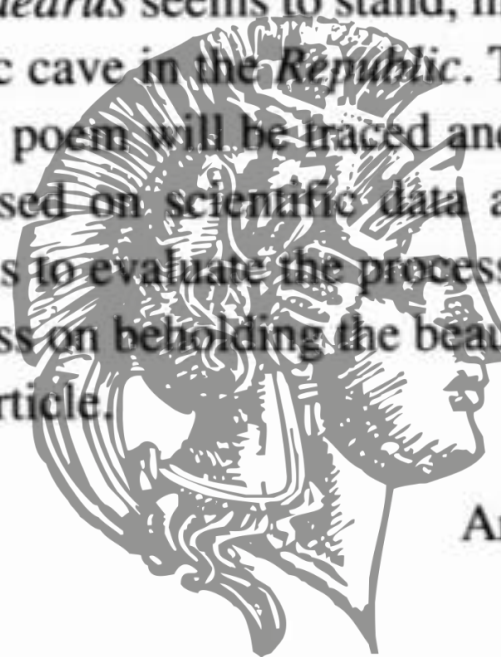 seems to stand,
c cave in the Republic. T
poem will be traced and
sed on scientific data a
s to evaluate the process
ss on beholding the beau
rticle.